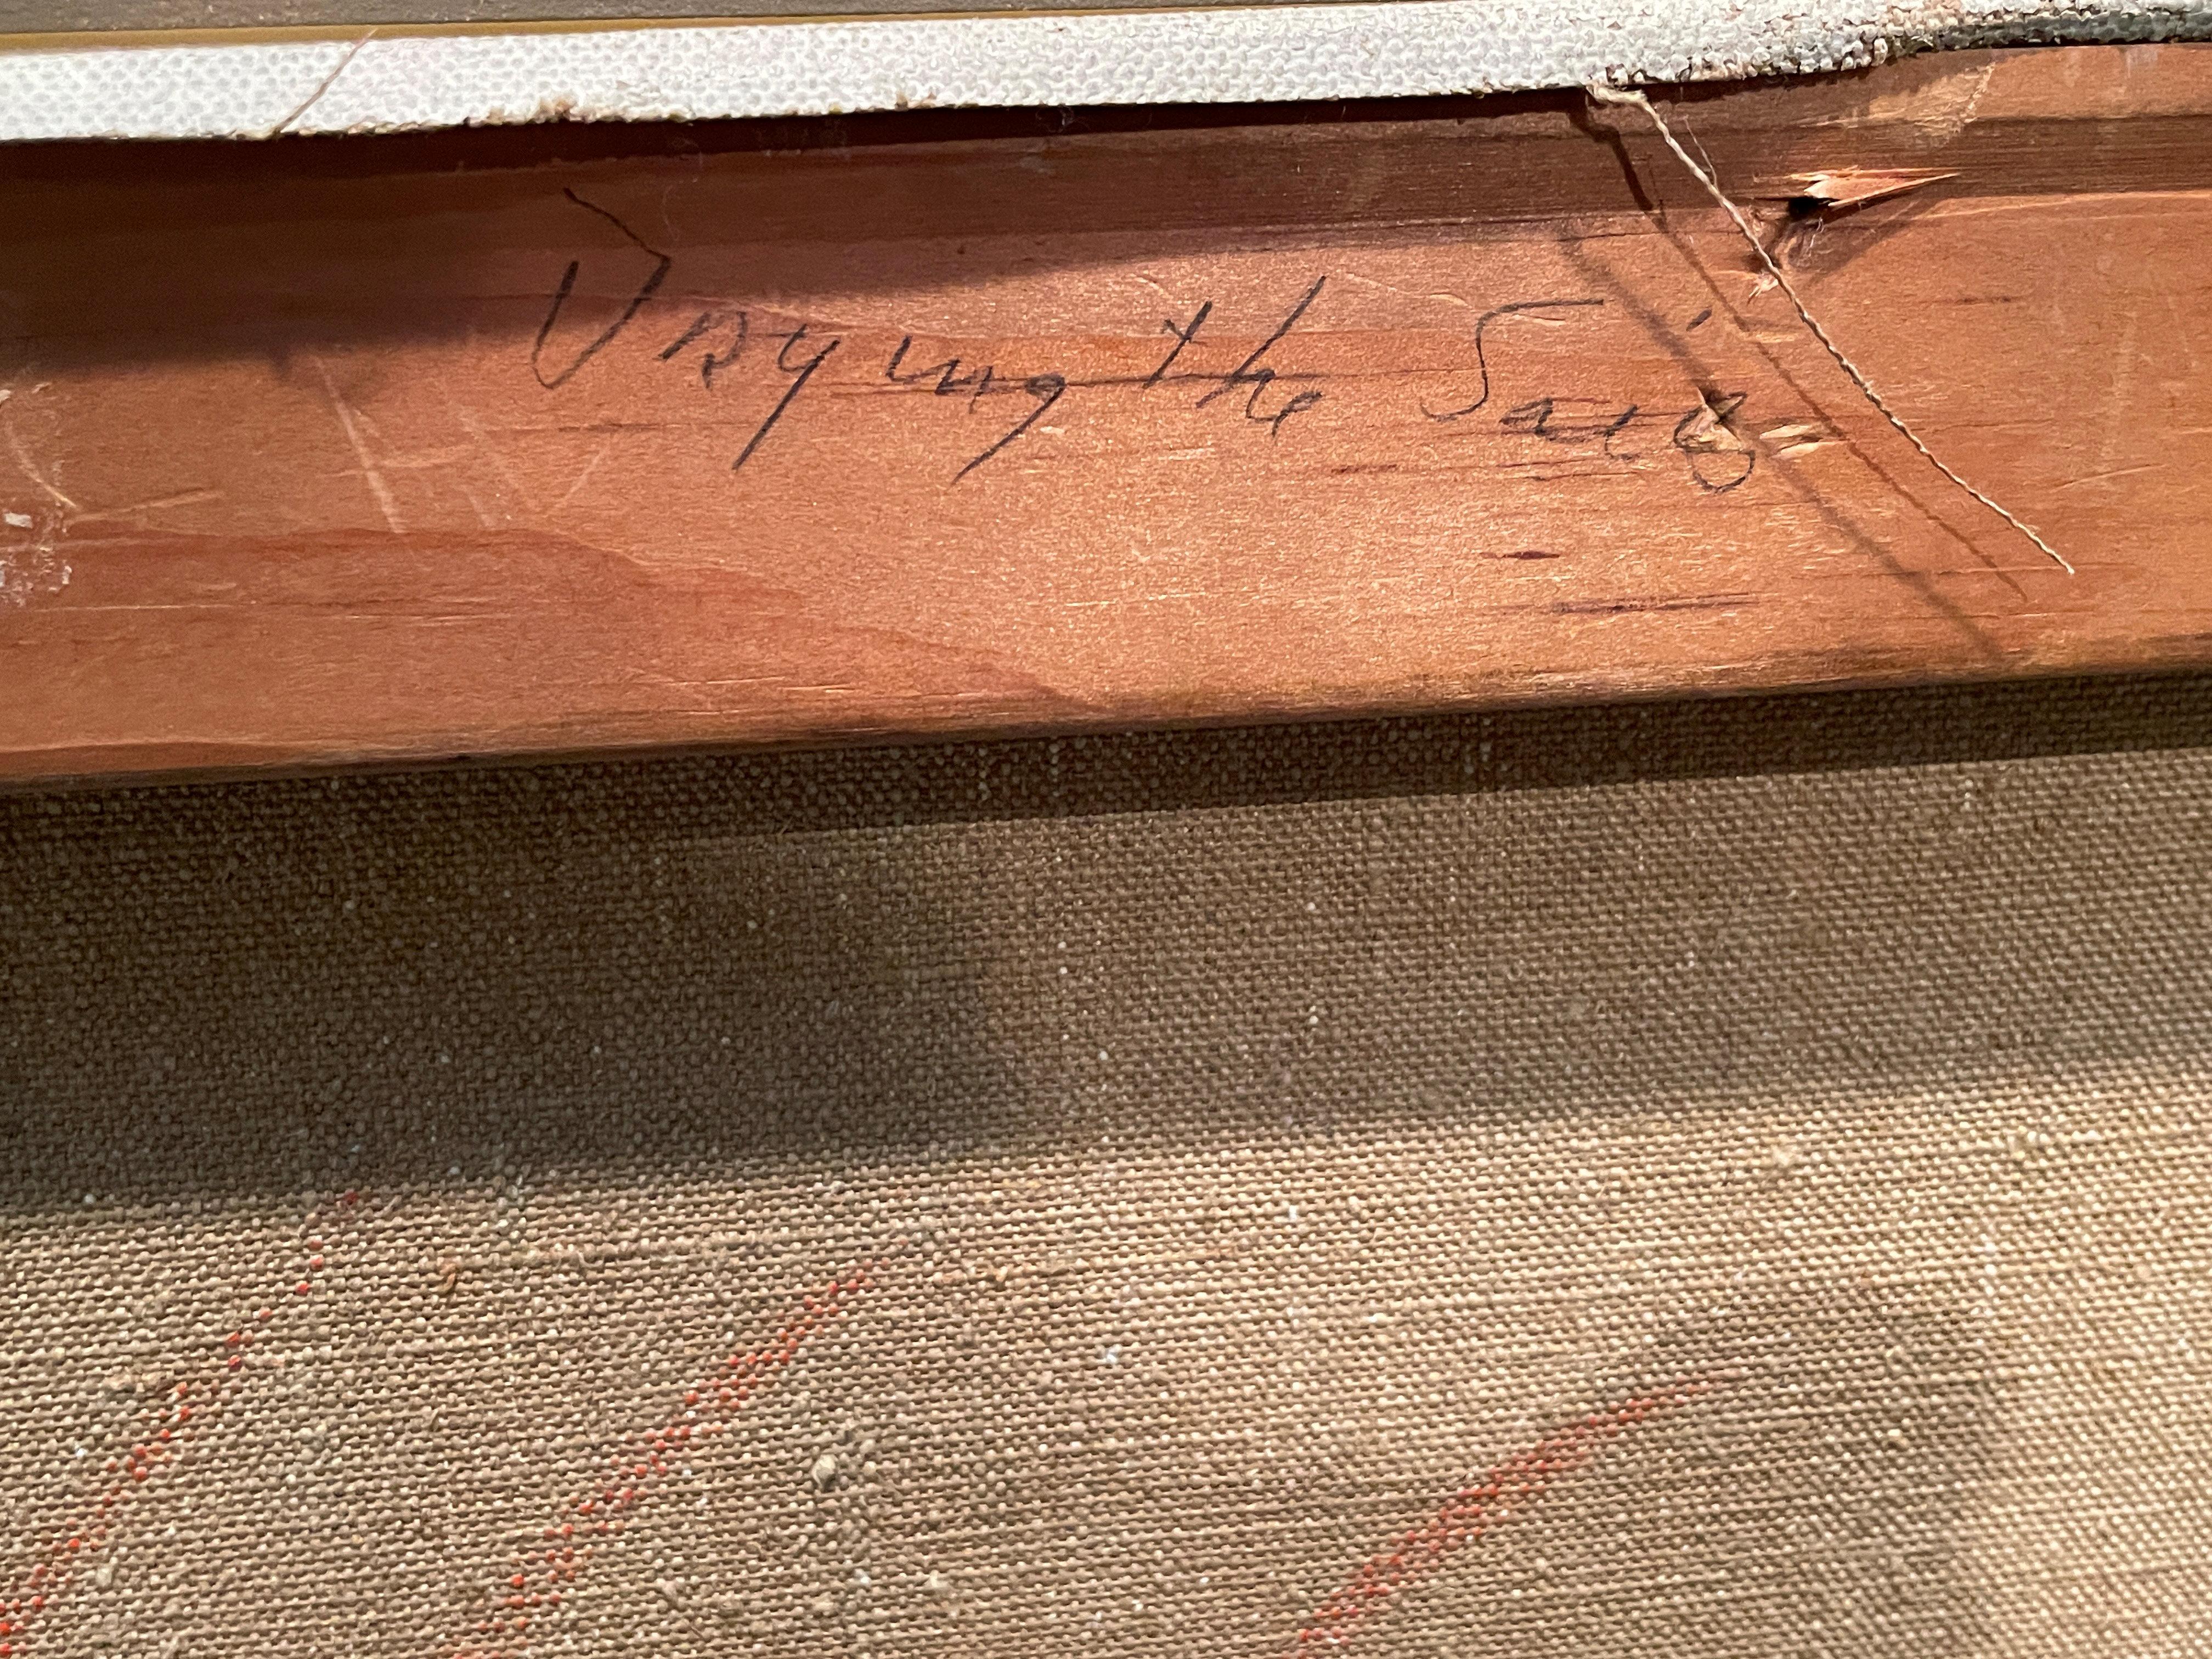 Drying the Sails